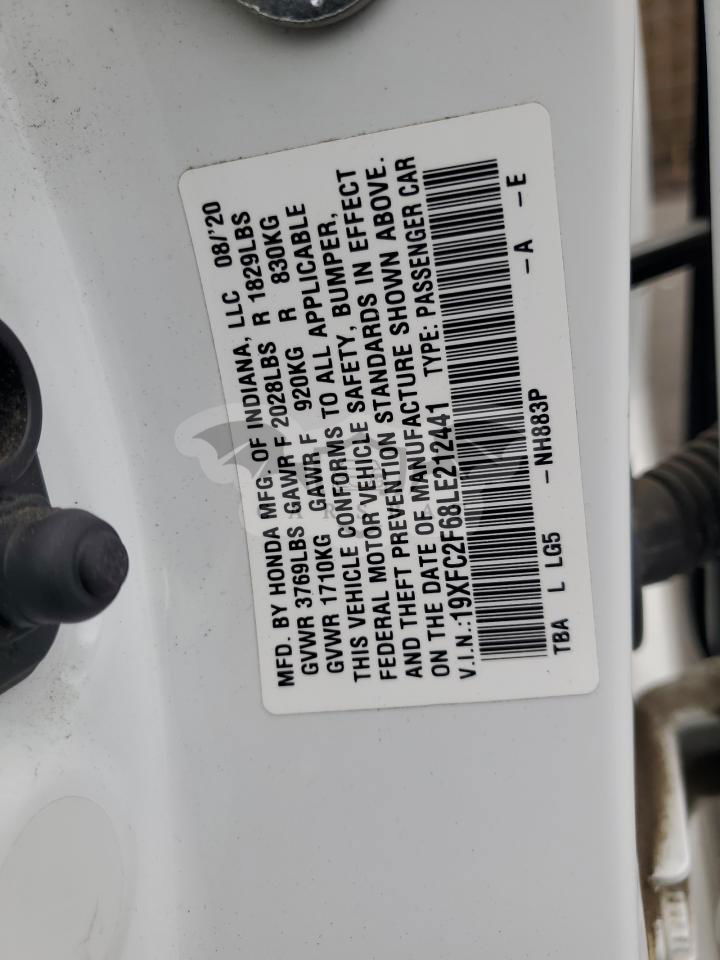 MFD. BY HONDA MFG. OF INDIANA, LLC 08/'20
GVWR 3769LBS GAWR F 2028LBS R 1829LBS
GVWR 1710KG GAWR F 920KG R 830KG
THIS VEHICLE CONFORMS TO ALL APPLICABLE
FEDERAL MOTOR VEHICLE SAFETY, BUMPER,
AND THEFT PREVENTION STANDARDS IN EFFECT
ON THE DATE OF MANUFACTURE SHOWN ABOVE.
V.I.N.:19XFC2F68LE212441 TYPE: PASSENGER CAR
TBA L LG5 -NH883P -A -E